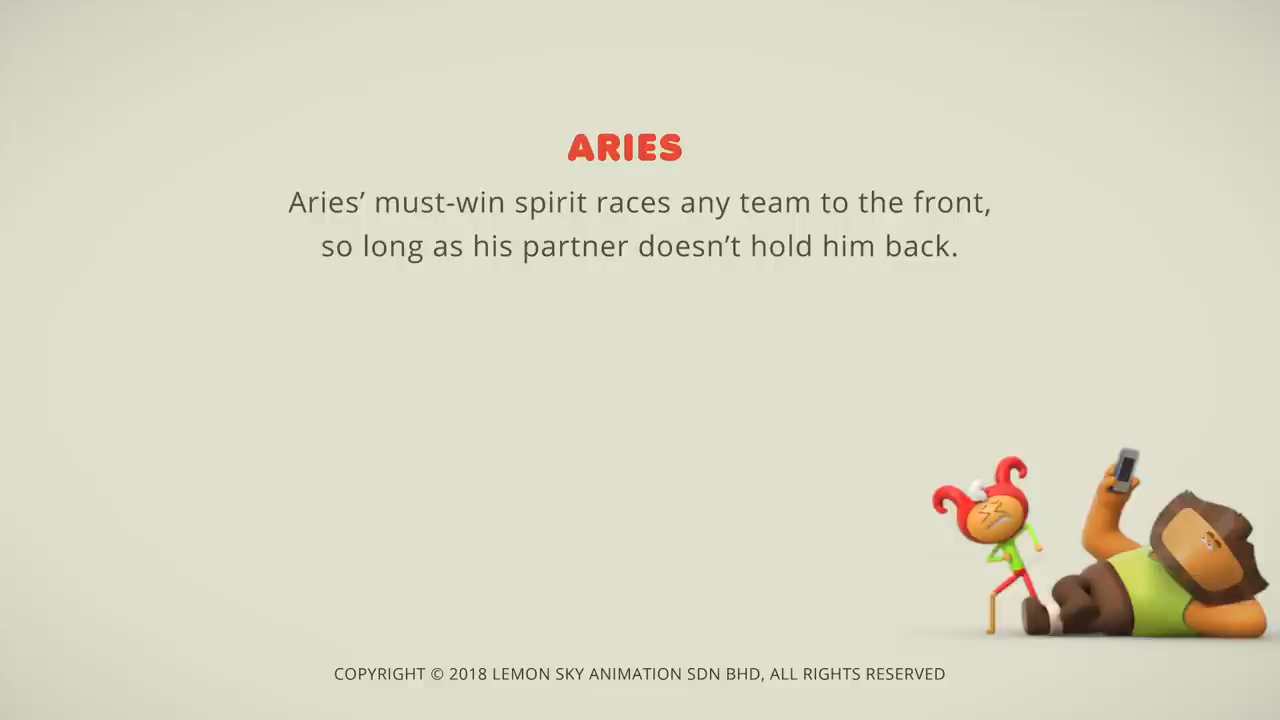 ARIES
Aries’ must-win spirit races any team to the front,
so long as his partner doesn’t hold him back.
COPYRIGHT © 2018 LEMON SKY ANIMATION SDN BHD, ALL RIGHTS RESERVED